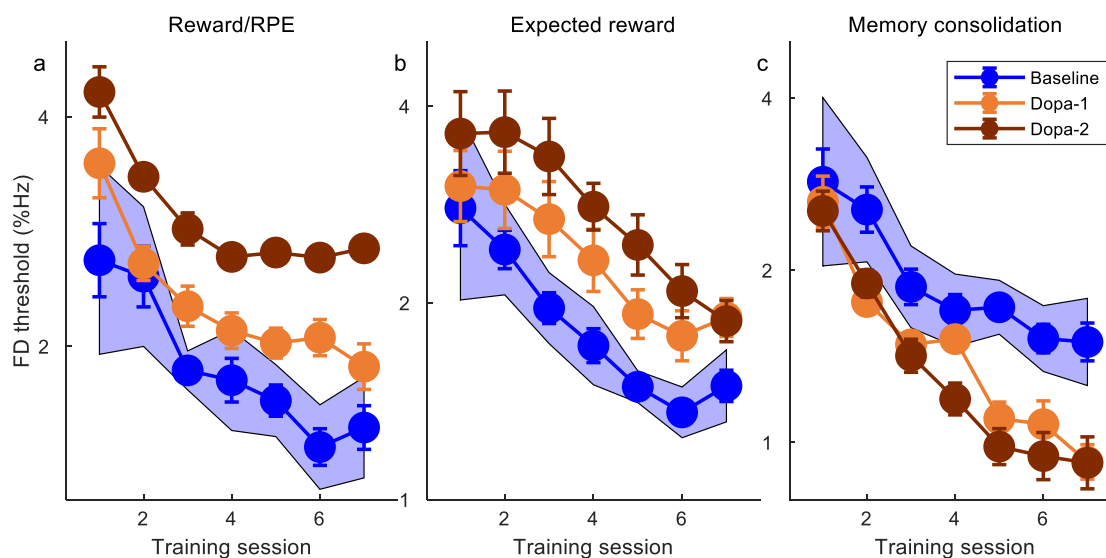 Reward/RPE
Expected reward
Memory consolidation
a
b
c
Baseline
Dopa-1
Dopa-2
FD threshold (%Hz)
4
2
4
2
1
4
2
1
2
4
6
2
4
6
2
4
6
Training session
Training session
Training session